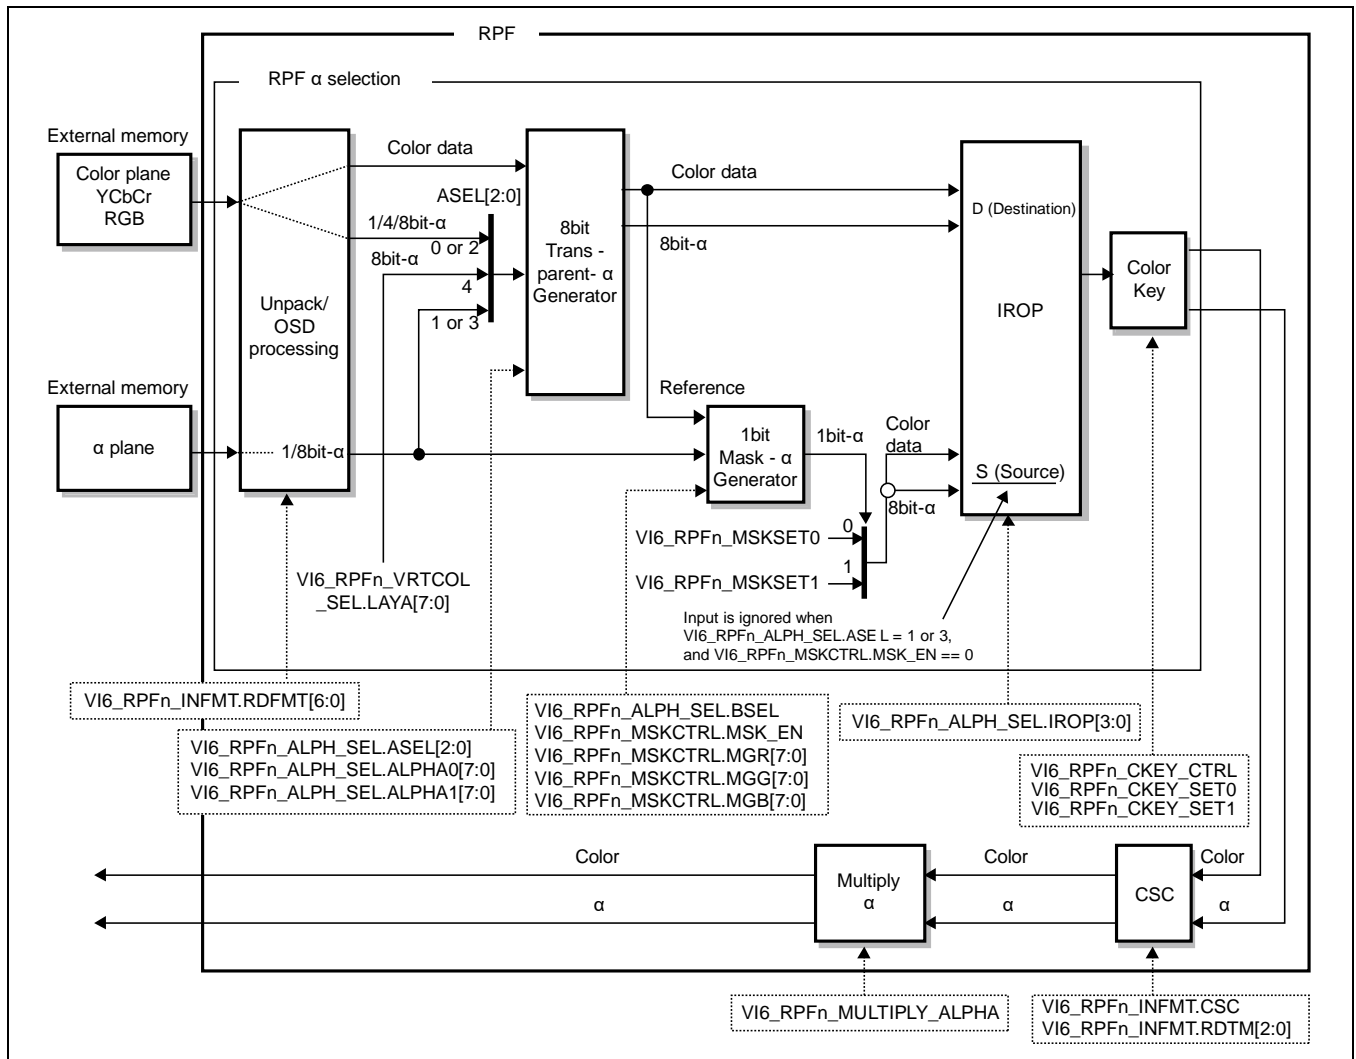 RPF
RPF α selection
External memory
Color plane
YCbCr
RGB
Color data
ASEL[2:0]
1/4/8bit-α
0 or 2
8bit-α
4
1 or 3
Unpack/
OSD
processing
8bit
Trans -
parent- α
Generator
Color data
8bit-α
D (Destination)
IROP
Color
Key
External memory
α plane
1/8bit-α
Reference
1bit
Mask - α
Generator
1bit-α
Color
data
S (Source)
8bit-α
VI6_RPFn_MSKSET0
0
1
VI6_RPFn_MSKSET1
VI6_RPFn_VRTCOL
_SEL.LAYA[7:0]
Input is ignored when
VI6_RPFn_ALPH_SEL.ASEL = 1 or 3,
and VI6_RPFn_MSKCTRL.MSK_EN == 0
VI6_RPFn_INFMT.RDFMT[6:0]
VI6_RPFn_ALPH_SEL.ASEL[2:0]
VI6_RPFn_ALPH_SEL.ALPHA0[7:0]
VI6_RPFn_ALPH_SEL.ALPHA1[7:0]
VI6_RPFn_ALPH_SEL.BSEL
VI6_RPFn_MSKCTRL.MSK_EN
VI6_RPFn_MSKCTRL.MGR[7:0]
VI6_RPFn_MSKCTRL.MGG[7:0]
VI6_RPFn_MSKCTRL.MGB[7:0]
VI6_RPFn_ALPH_SEL.IROP[3:0]
VI6_RPFn_CKEY_CTRL
VI6_RPFn_CKEY_SET0
VI6_RPFn_CKEY_SET1
Color
α
Multiply
α
Color
α
CSC
Color
α
VI6_RPFn_MULTIPLY_ALPHA
VI6_RPFn_INFMT.CSC
VI6_RPFn_INFMT.RDTM[2:0]